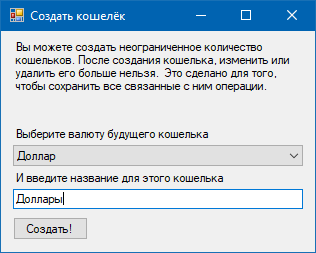 Создать кошелёк
Вы можете создать неограниченное количество
кошельков. После создания кошелька, изменить или
удалить его больше нельзя.  Это сделано для того,
чтобы сохранить все связанные с ним операции.
Выберите валюту будущего кошелька
Доллар
И введите название для этого кошелька
Доллары
Создать!